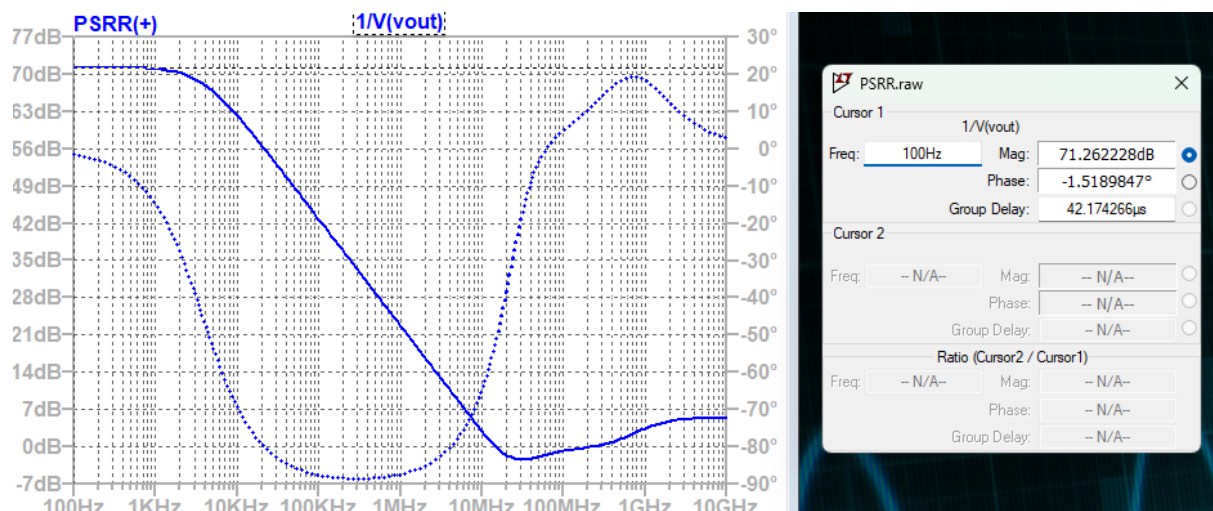 PSRR(+) 1/V(vout)
77dB 30°
70dB 20°
63dB 10°
56dB 0°
49dB -10°
42dB -20°
35dB -30°
28dB -40°
21dB -50°
14dB -60°
7dB -70°
0dB -80°
-7dB -90°
100Hz 1KHz 10KHz 100KHz 1MHz 10MHz 100MHz 1GHz 10GHz
PSRR.raw
Cursor 1
1/V(vout)
Freq: 100Hz Mag: 71.262228dB
Phase: -1.5189847°
Group Delay: 42.174266µs
Cursor 2
Freq: -- N/A-- Mag: -- N/A--
Phase: -- N/A--
Group Delay: -- N/A--
Ratio (Cursor2 / Cursor1)
Freq: -- N/A-- Mag: -- N/A--
Phase: -- N/A--
Group Delay: -- N/A--